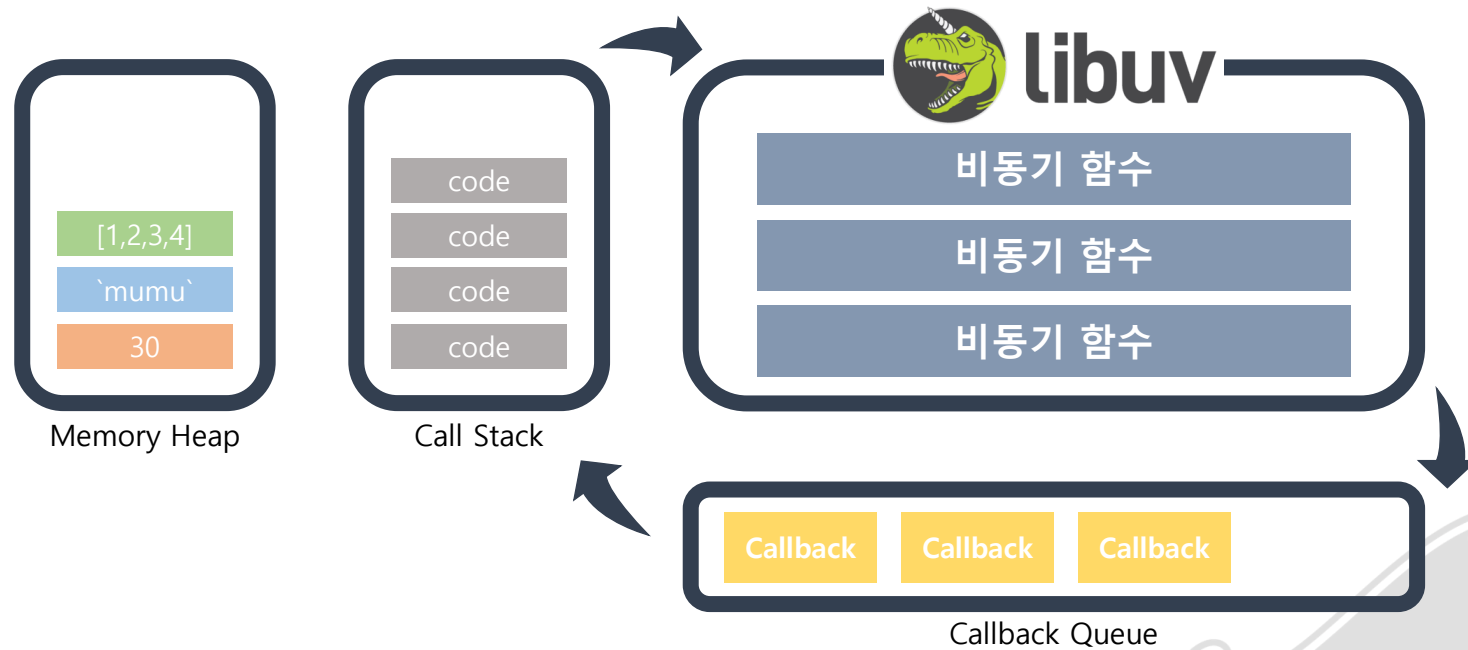 libuv
[1,2,3,4]
`mumu`
30
Memory Heap
code
code
code
code
Call Stack
비동기 함수
비동기 함수
비동기 함수
Callback
Callback
Callback
Callback Queue